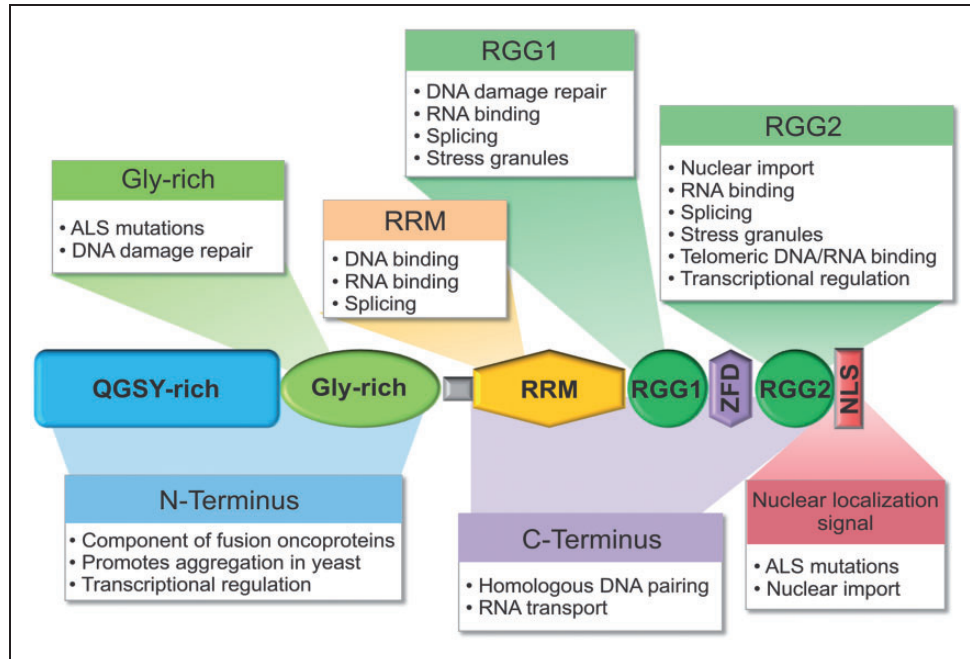 RGG1
• DNA damage repair
• RNA binding
• Splicing
• Stress granules
RGG2
• Nuclear import
• RNA binding
• Splicing
• Stress granules
• Telomeric DNA/RNA binding
• Transcriptional regulation
Gly-rich
• ALS mutations
• DNA damage repair
RRM
• DNA binding
• RNA binding
• Splicing
QGSY-rich
Gly-rich
RRM
RGG1
ZFD
RGG2
NLS
N-Terminus
• Component of fusion oncoproteins
• Promotes aggregation in yeast
• Transcriptional regulation
C-Terminus
• Homologous DNA pairing
• RNA transport
Nuclear localization
signal
• ALS mutations
• Nuclear import